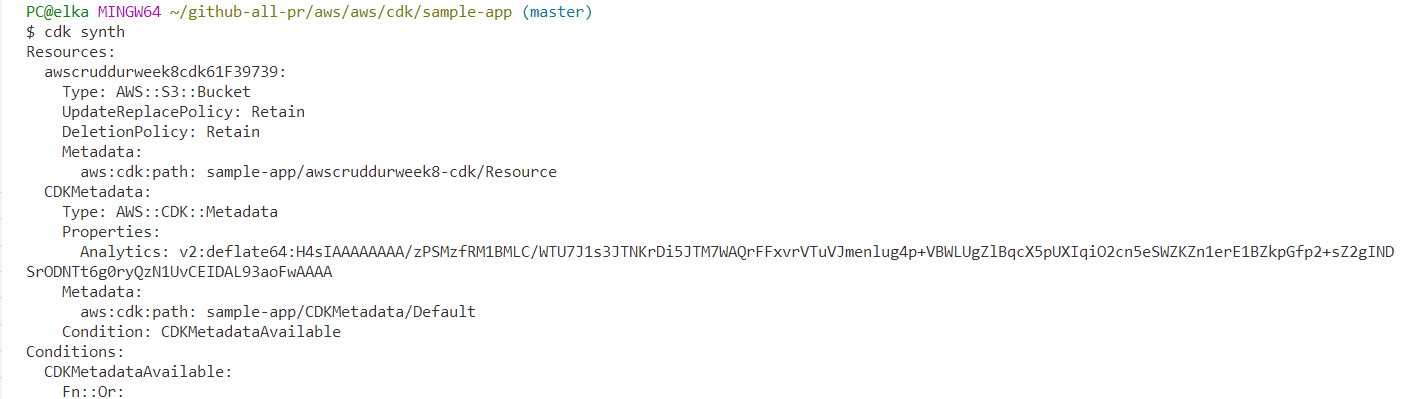 PC@elka MINGW64 ~/github-all-pr/aws/aws/cdk/sample-app (master)
$ cdk synth
Resources:
  awscruddurweek8cdk61F39739:
    Type: AWS::S3::Bucket
    UpdateReplacePolicy: Retain
    DeletionPolicy: Retain
    Metadata:
      aws:cdk:path: sample-app/awscruddurweek8-cdk/Resource
  CDKMetadata:
    Type: AWS::CDK::Metadata
    Properties:
      Analytics: v2:deflate64:H4sIAAAAAAAA/zPSMzfRM1BMLC/WTU7J1s3JTNKrDi5JTM7WAQrFFxvrVTuVJmenlug4p+VBWLUgZlBqcX5pUXIqiO2cn5eSWZKZn1erE1BZkpGfp2+sZ2gIND
SrODNTt6g0ryQzN1UvCEIDAL93aoFwAAAA
    Metadata:
      aws:cdk:path: sample-app/CDKMetadata/Default
    Condition: CDKMetadataAvailable
Conditions:
  CDKMetadataAvailable:
    Fn::Or: